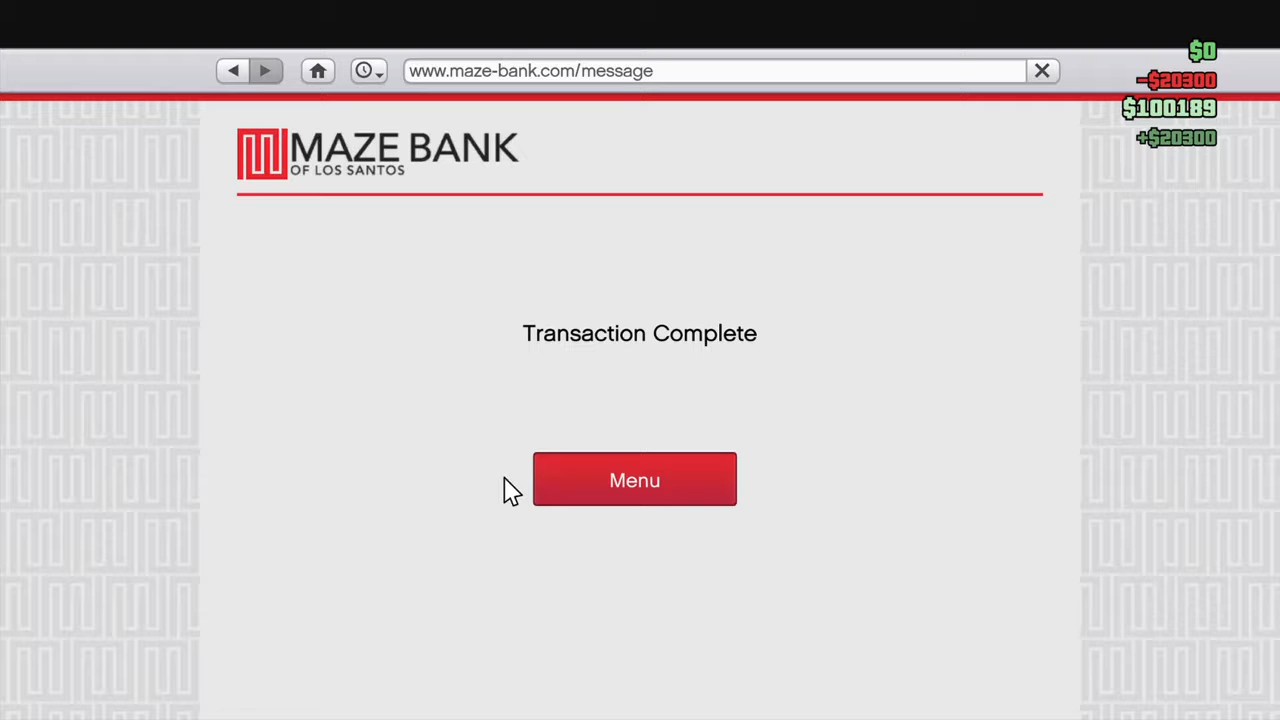 www.maze-bank.com/message
$0
-$20300
$100189
+$20300
MAZE BANK
OF LOS SANTOS
Transaction Complete
Menu